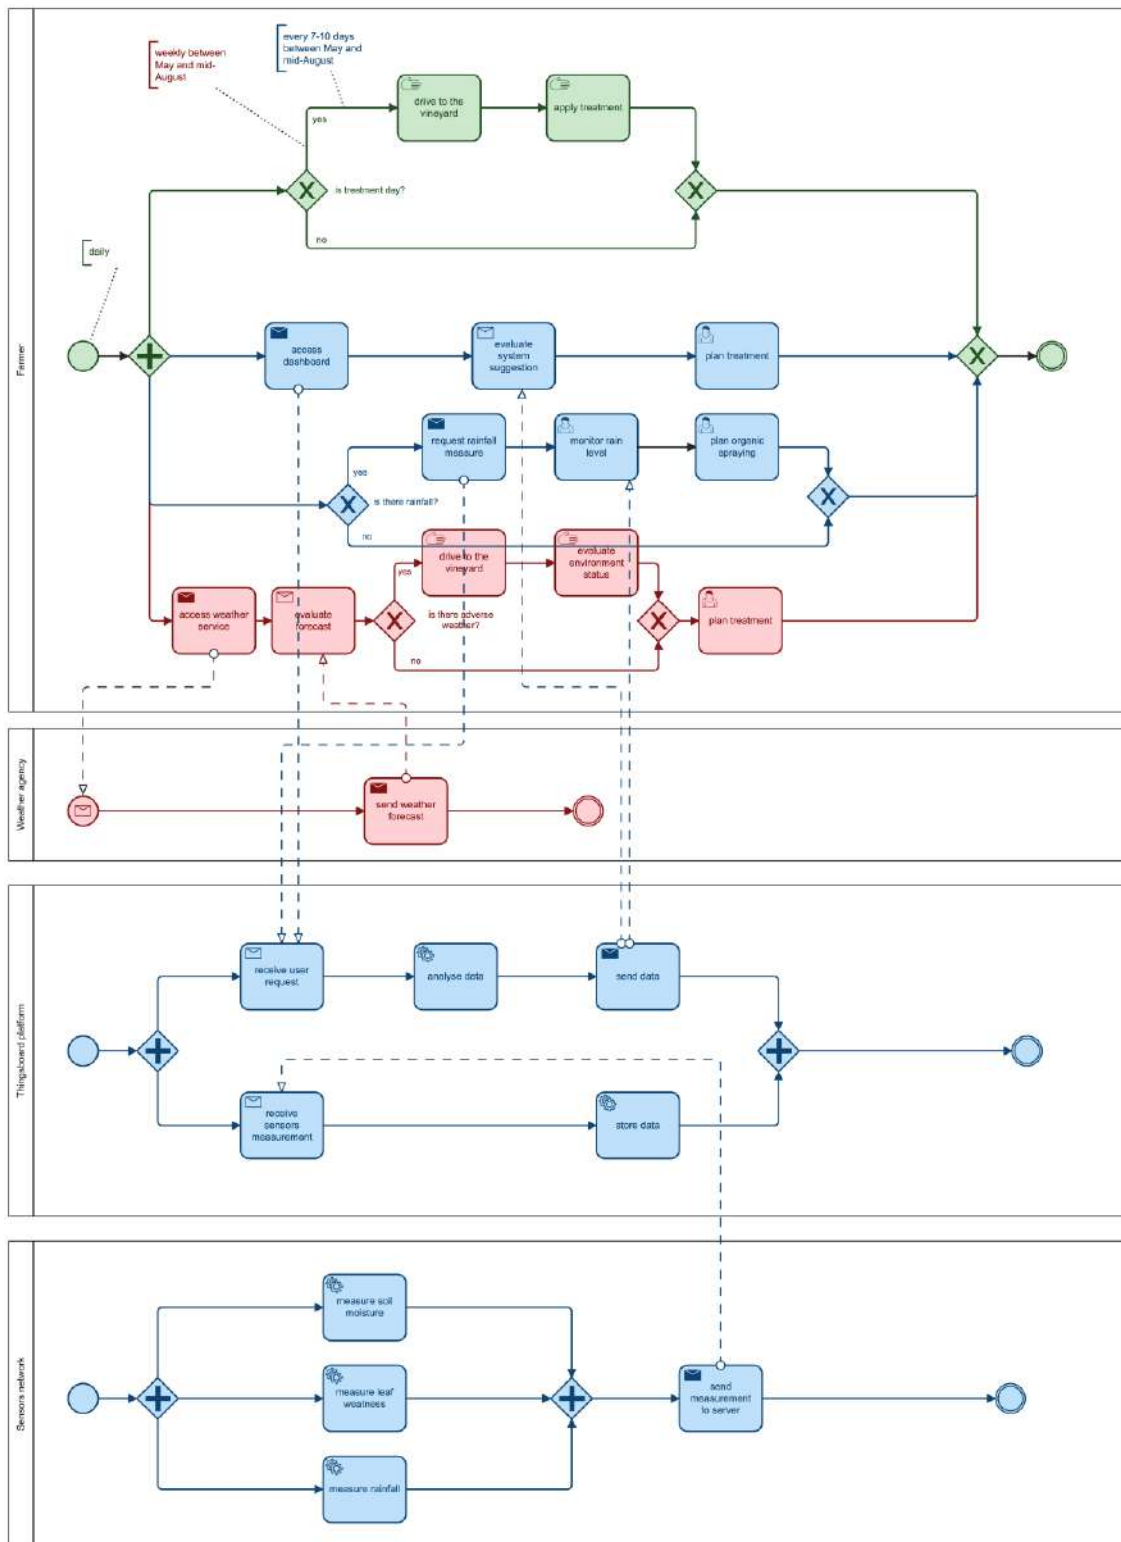 weekly between
May and mid-
August
every 7-10 days
between May and
mid-August
drive to the
vineyard
apply treatment
yes
is treatment day?
no
daily
Farmer
access
dashboard
evaluate
system
suggestion
plan treatment
request rainfall
measure
monitor rain
level
plan organic
spraying
yes
is there rainfall?
no
drive to the
vineyard
evaluate
environment
status
yes
access weather
service
evaluate
forecast
is there adverse
weather?
plan treatment
no
Weather agency
send weather
forecast
Thingsboard platform
receive user
request
analyse data
send data
receive
sensors
measurement
store data
Sensors network
measure soil
moisture
measure leaf
weatness
send
measurement
to server
measure rainfall